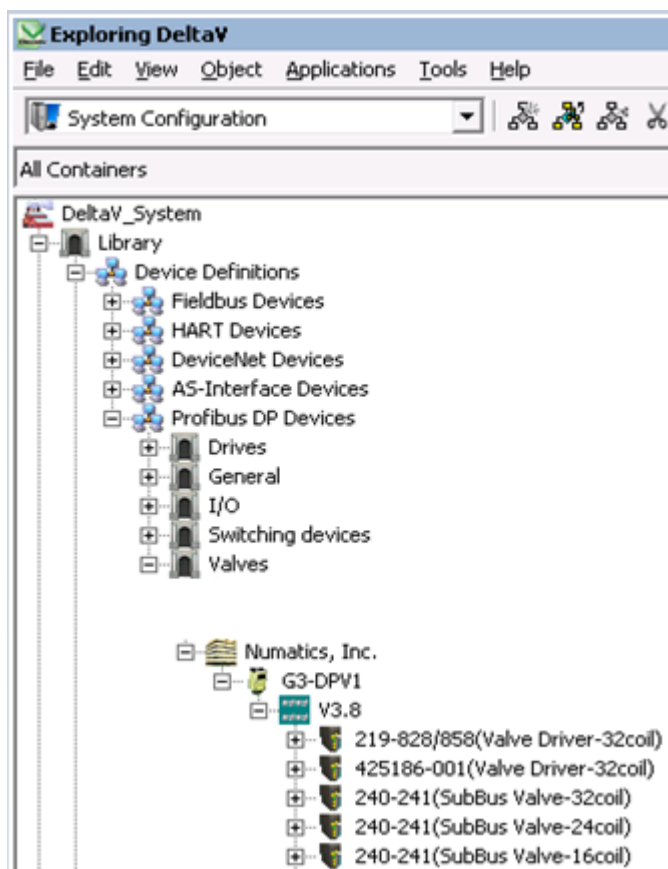 Exploring DeltaV
File Edit View Object Applications Tools Help
System Configuration
All Containers
DeltaV_System
Library
Device Definitions
Fieldbus Devices
HART Devices
DeviceNet Devices
AS-Interface Devices
Profibus DP Devices
Drives
General
I/O
Switching devices
Valves
Numatics, Inc.
G3-DPV1
V3.8
219-828/858(Valve Driver-32coil)
425186-001(Valve Driver-32coil)
240-241(SubBus Valve-32coil)
240-241(SubBus Valve-24coil)
240-241(SubBus Valve-16coil)